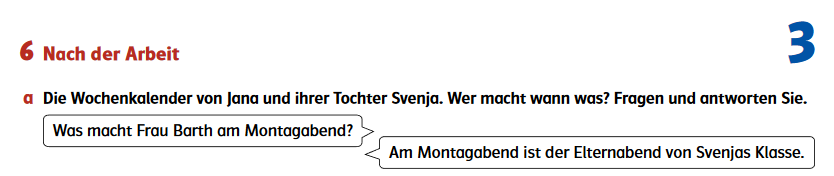 3
6 Nach der Arbeit
a Die Wochenkalender von Jana und ihrer Tochter Svenja. Wer macht wann was? Fragen und antworten Sie.
Was macht Frau Barth am Montagabend?
Am Montagabend ist der Elternabend von Svenjas Klasse.